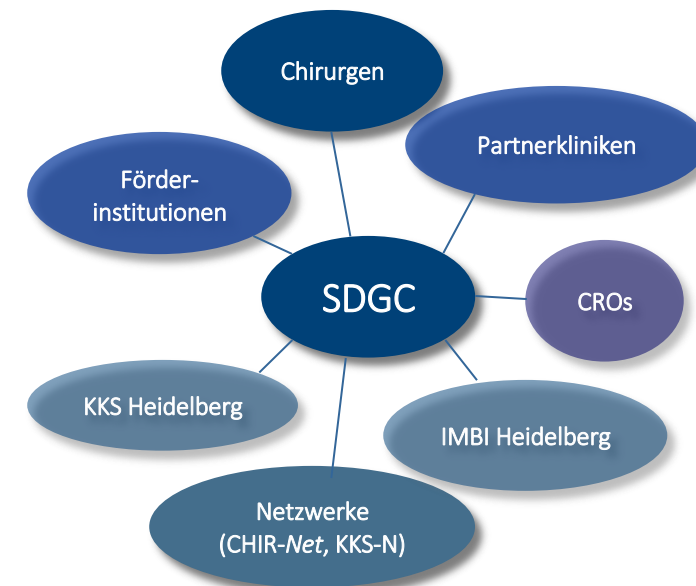 Chirurgen
Partnerkliniken
Förder-
institutionen
SDGC
CROs
KKS Heidelberg
IMBI Heidelberg
Netzwerke
(CHIR-Net, KKS-N)